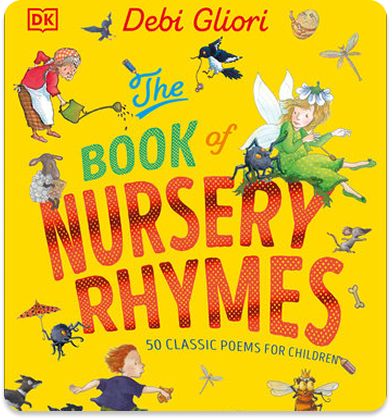 DK
Debi Gliori
The
BOOK of
NURSERY
RHYMES
50 CLASSIC POEMS FOR CHILDREN